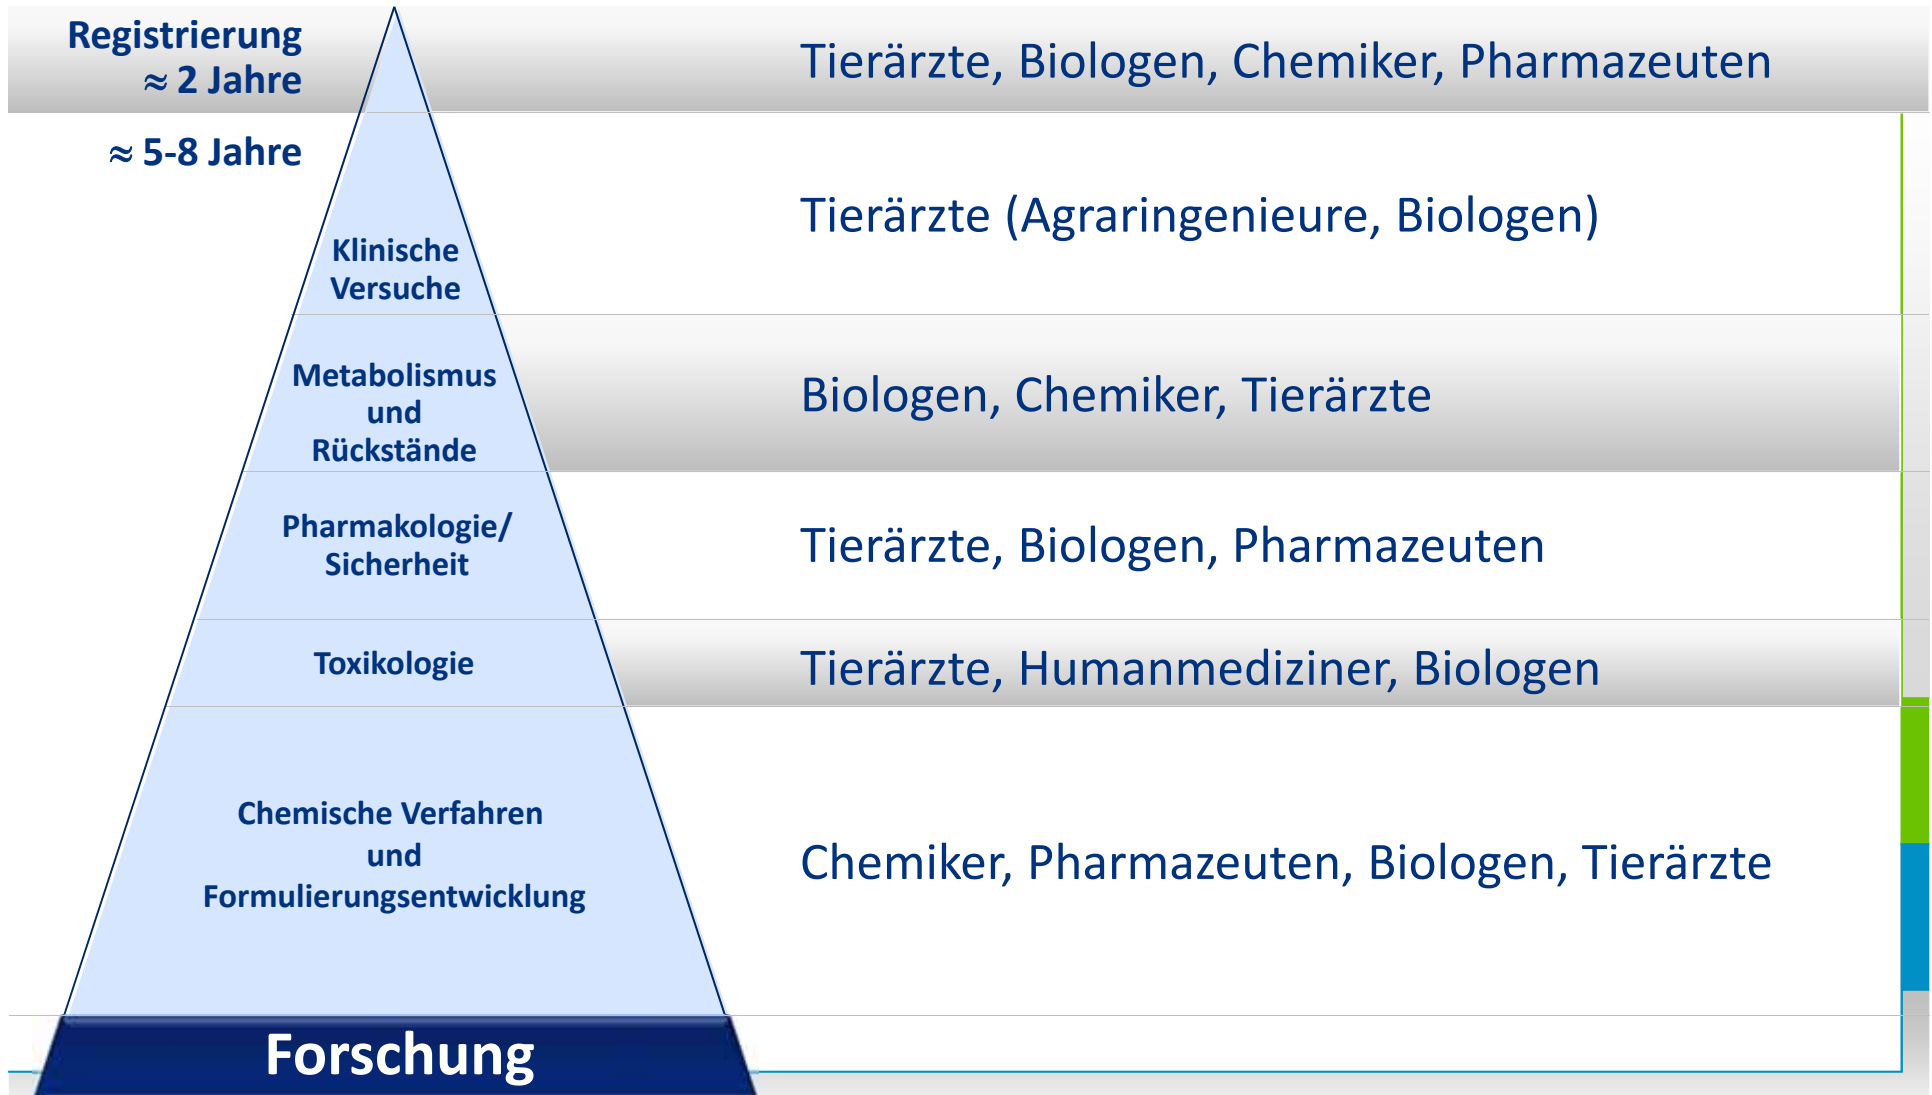 Registrierung
≈ 2 Jahre
Tierärzte, Biologen, Chemiker, Pharmazeuten
≈ 5-8 Jahre
Tierärzte (Agraringenieure, Biologen)
Klinische
Versuche
Metabolismus
und
Rückstände
Biologen, Chemiker, Tierärzte
Pharmakologie/
Sicherheit
Tierärzte, Biologen, Pharmazeuten
Toxikologie
Tierärzte, Humanmediziner, Biologen
Chemische Verfahren
und
Formulierungsentwicklung
Chemiker, Pharmazeuten, Biologen, Tierärzte
Forschung